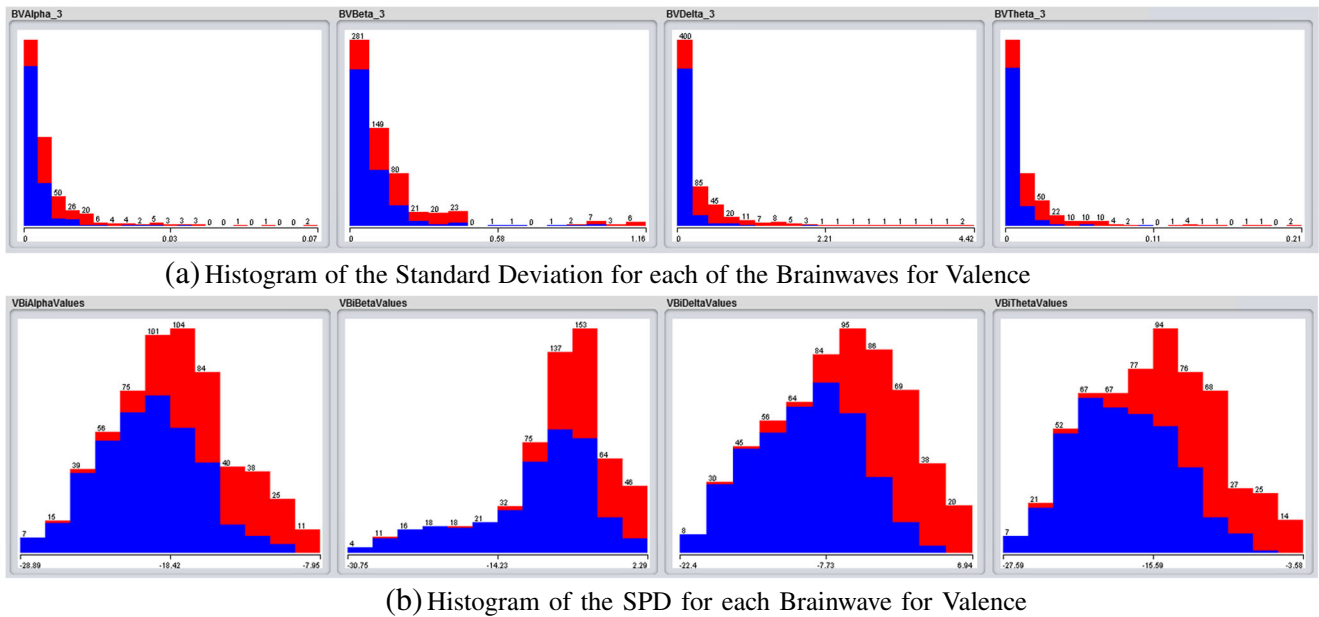 BVAlpha_3
BVBeta_3
BVDelta_3
BVTheta_3
50 26 20 6 4 4 2 5 3 3 3 0 0 1 0 1 0 0 2
0 0.03 0.07
281 149 80 21 20 23 0 1 1 0 1 2 7 3 6
0 0.58 1.16
400 85 45 20 11 7 8 5 3 1 1 1 1 1 1 1 1 1 2
0 2.21 4.42
50 22 10 10 10 4 2 1 0 1 4 1 1 0 1 1 0 2
0 0.11 0.21
(a) Histogram of the Standard Deviation for each of the Brainwaves for Valence
VBiAlphaValues
VBiBetaValues
VBiDeltaValues
VBiThetaValues
7 15 39 56 75 101 104 84 40 38 25 11
-28.89 -18.42 -7.95
4 11 16 18 18 21 32 75 137 153 64 46
-30.75 -14.23 2.29
8 30 45 56 64 84 95 86 69 38 20
-22.4 -7.73 6.94
7 21 52 67 67 77 94 76 68 27 25 14
-27.59 -15.59 -3.58
(b) Histogram of the SPD for each Brainwave for Valence